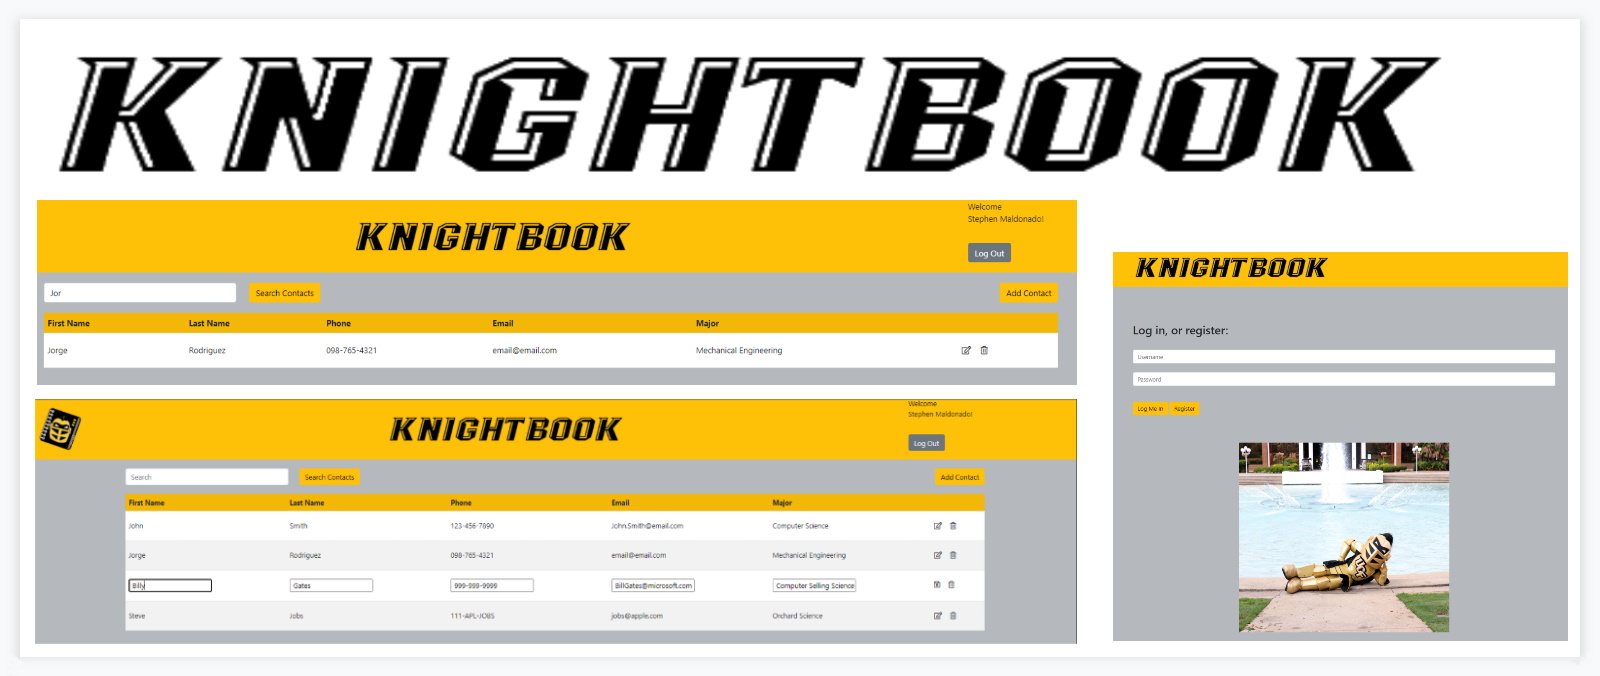 KNIGHTBOOK
KNIGHTBOOK
Welcome
Stephen Maldonado!
Log Out
Jor
Search Contacts
Add Contact
First Name Last Name Phone Email Major
Jorge Rodriguez 098-765-4321 email@email.com Mechanical Engineering
KNIGHTBOOK
Welcome
Stephen Maldonado!
Log Out
Search
Search Contacts
Add Contact
First Name Last Name Phone Email Major
John Smith 123-456-7890 John.Smith@email.com Computer Science
Jorge Rodriguez 098-765-4321 email@email.com Mechanical Engineering
Billy Gates 999-999-9999 BillGates@microsoft.com Computer Selling Science
Steve Jobs 111-APL-JOBS jobs@apple.com Orchard Science
KNIGHTBOOK
Log in, or register:
Username
Password
Log Me In
Register